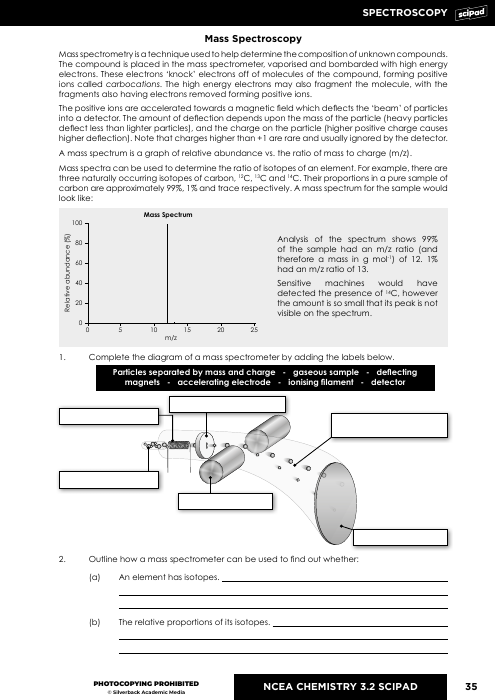 SPECTROSCOPY
scipad
Mass Spectroscopy
Mass spectrometry is a technique used to help determine the composition of unknown compounds.
The compound is placed in the mass spectrometer, vaporised and bombarded with high energy
electrons. These electrons ‘knock’ electrons off of molecules of the compound, forming positive
ions called carbocations. The high energy electrons may also fragment the molecule, with the
fragments also having electrons removed forming positive ions.
The positive ions are accelerated towards a magnetic field which deflects the ‘beam’ of particles
into a detector. The amount of deflection depends upon the mass of the particle (heavy particles
deflect less than lighter particles), and the charge on the particle (higher positive charge causes
higher deflection). Note that charges higher than +1 are rare and usually ignored by the detector.
A mass spectrum is a graph of relative abundance vs. the ratio of mass to charge (m/z).
Mass spectra can be used to determine the ratio of isotopes of an element. For example, there are
three naturally occurring isotopes of carbon, ¹²C, ¹³C and ¹⁴C. Their proportions in a pure sample of
carbon are approximately 99%, 1% and trace respectively. A mass spectrum for the sample would
look like:
Mass Spectrum
Relative abundance (%)
100
80
60
40
20
0
0 5 10 15 20 25
m/z
Analysis of the spectrum shows 99%
of the sample had an m/z ratio (and
therefore a mass in g mol⁻¹) of 12. 1%
had an m/z ratio of 13.
Sensitive machines would have
detected the presence of ¹⁴C, however
the amount is so small that its peak is not
visible on the spectrum.
1. Complete the diagram of a mass spectrometer by adding the labels below.
Particles separated by mass and charge - gaseous sample - deflecting
magnets - accelerating electrode - ionising filament - detector
2. Outline how a mass spectrometer can be used to find out whether:
(a) An element has isotopes.
(b) The relative proportions of its isotopes.
PHOTOCOPYING PROHIBITED
© Silverback Academic Media
NCEA CHEMISTRY 3.2 SCIPAD
35